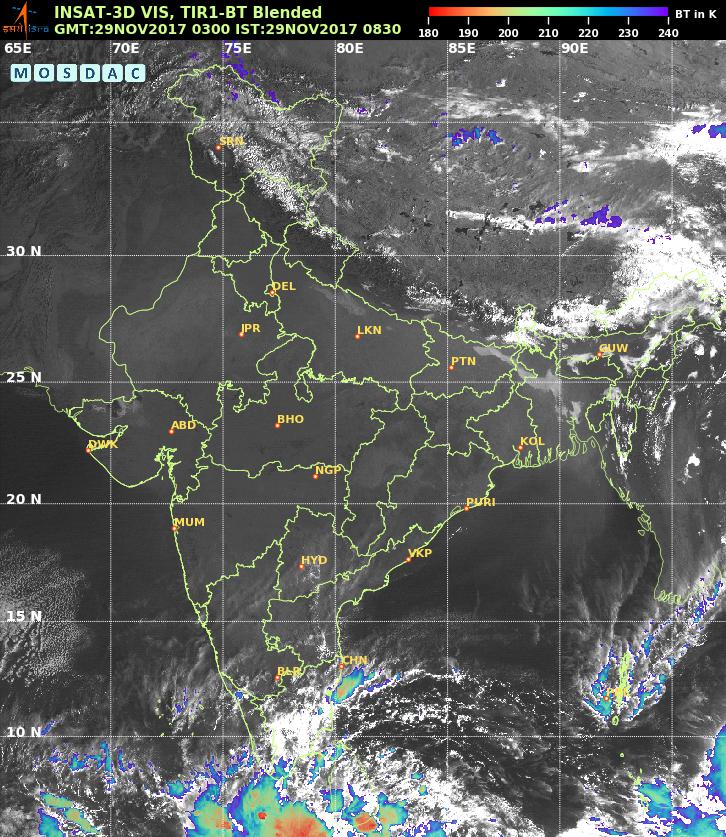 INSAT-3D VIS, TIR1-BT Blended
GMT:29NOV2017 0300 IST:29NOV2017 0830
BT in K
180 190 200 210 220 230 240
65E 70E 75E 80E 85E 90E
MOSDAC
SRN
30 N
DEL
JPR
LKN
GUW
PTN
25 N
ABD
BHO
DWK
KOL
NGP
20 N
PURI
MUM
VKP
HYD
15 N
CHN
BLR
10 N